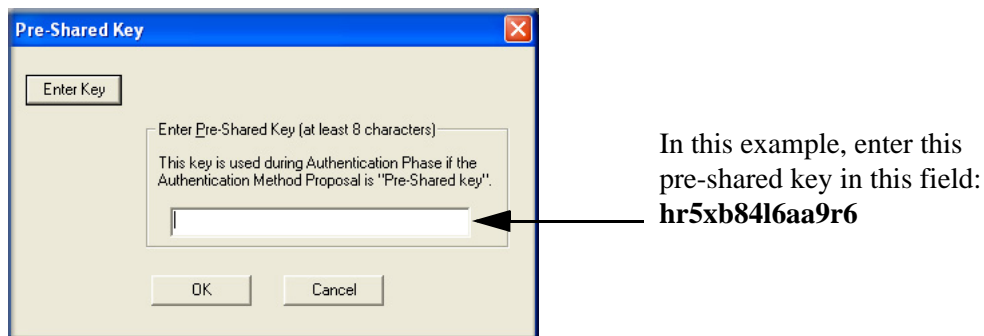 Pre-Shared Key
Enter Key
Enter Pre-Shared Key (at least 8 characters)
This key is used during Authentication Phase if the
Authentication Method Proposal is "Pre-Shared key".
OK
Cancel
In this example, enter this
pre-shared key in this field:
hr5xb84l6aa9r6